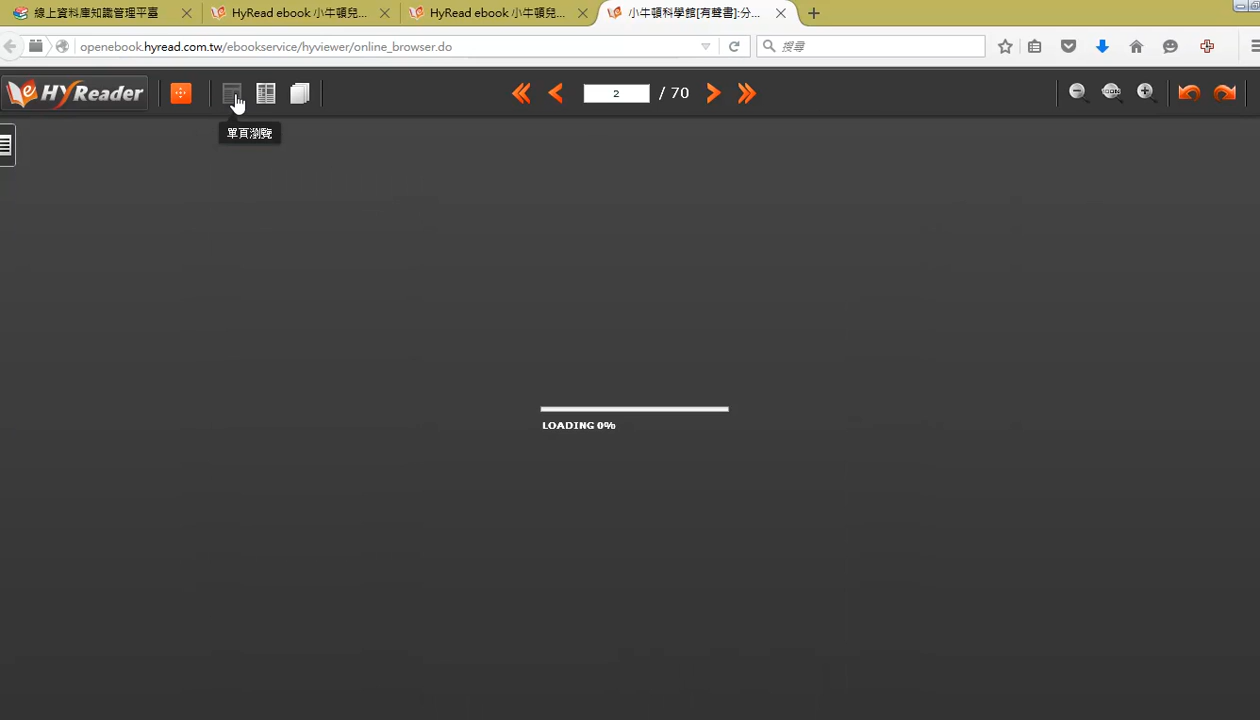 線上資料庫知識管理平臺
HyRead ebook 小牛頓兒...
HyRead ebook 小牛頓兒...
小牛頓科學館[有聲書]:分...
openebook.hyread.com.tw/ebookservice/hyviewer/online_browser.do
搜尋
HyReader
2 / 70
單頁瀏覽
LOADING 0%